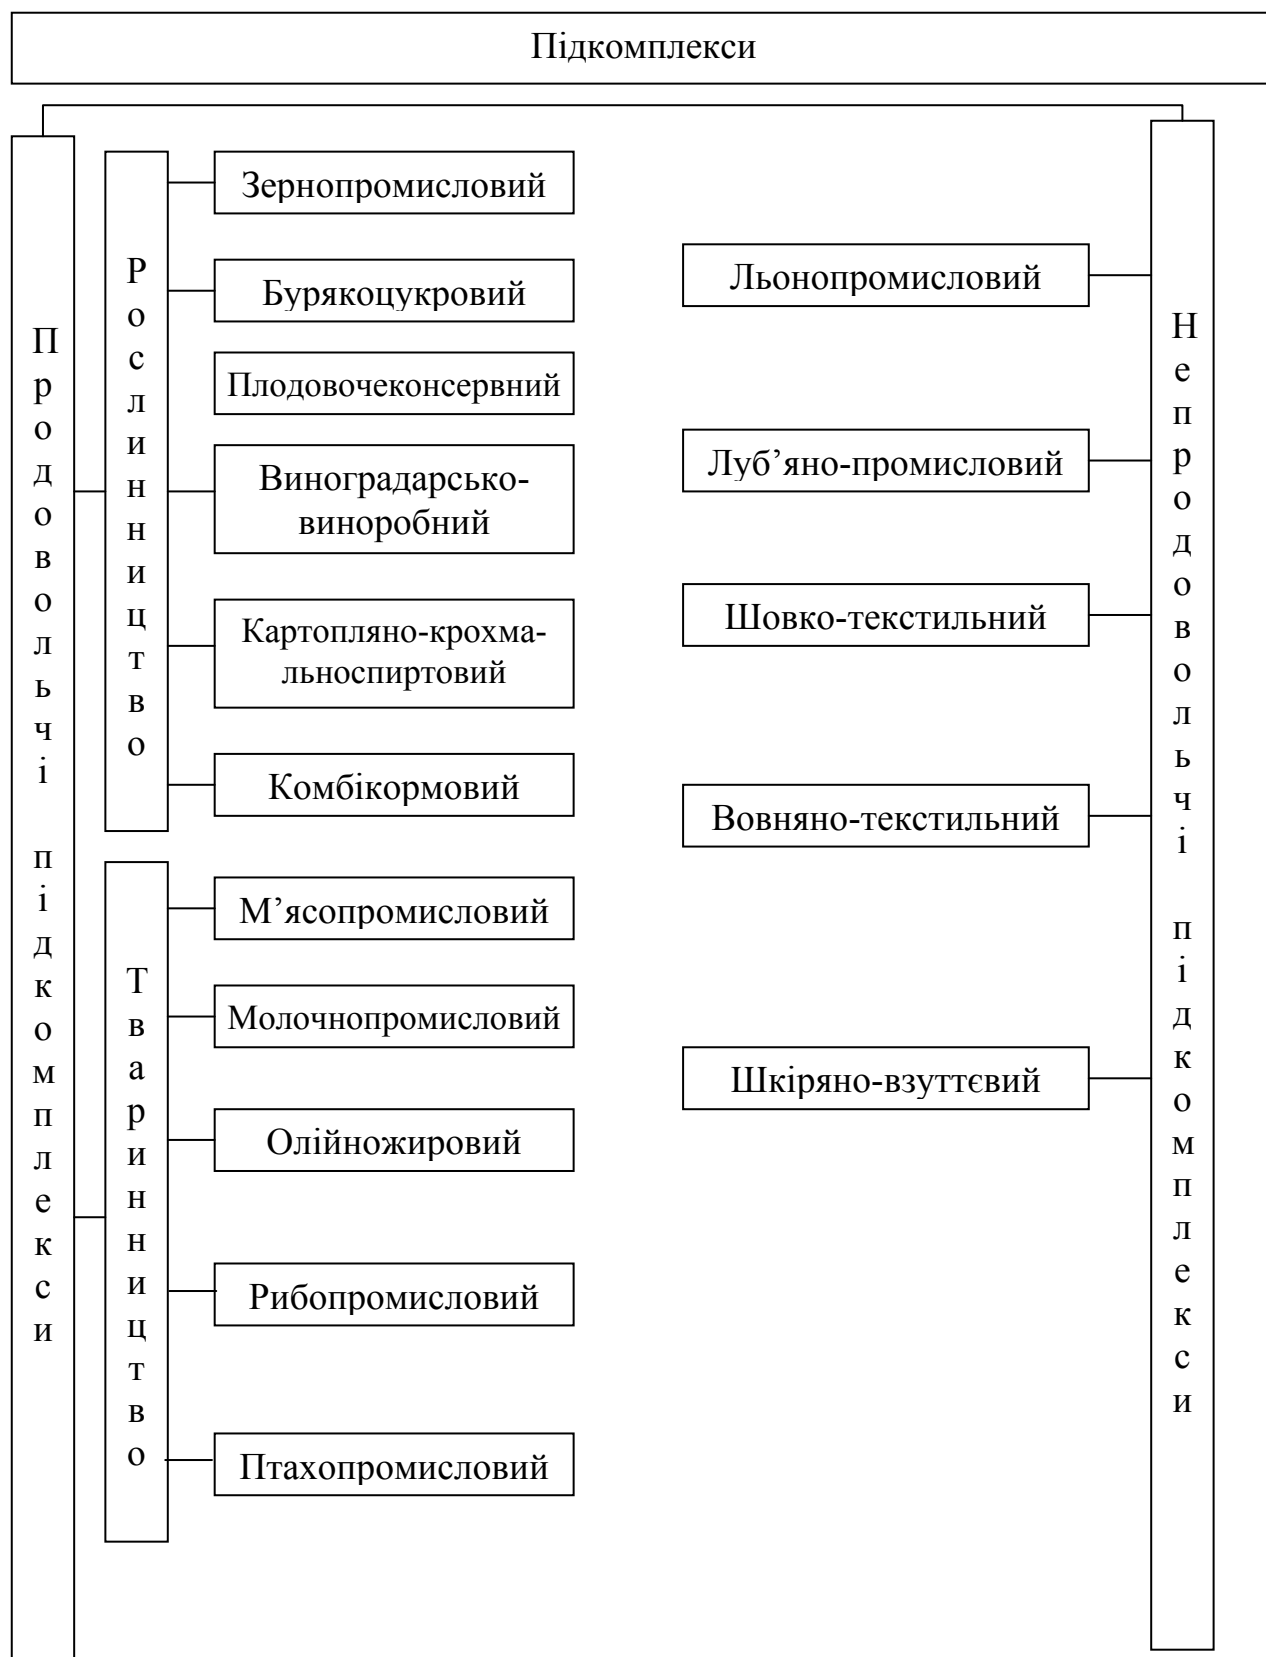 Підкомплекси
Продовольчі підкомплекси
Рослинництво
Зернопромисловий
Бурякоцукровий
Плодовочеконсервний
Виноградарсько-
виноробний
Картопляно-крохма-
льноспиртовий
Комбікормовий
Тваринництво
М’ясопромисловий
Молочнопромисловий
Олійножировий
Рибопромисловий
Птахопромисловий
Льонопромисловий
Луб’яно-промисловий
Шовко-текстильний
Вовняно-текстильний
Шкіряно-взуттєвий
Непродовольчі підкомплекси